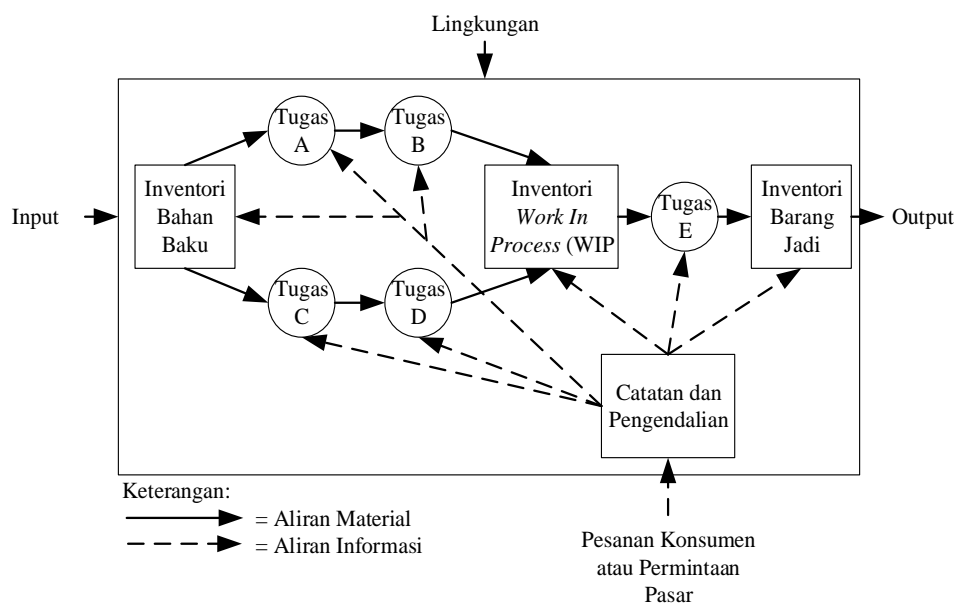 Lingkungan
Tugas
A
Tugas
B
Inventori
Bahan
Baku
Inventori
Work In
Process (WIP
Tugas
E
Inventori
Barang
Jadi
Input
Output
Tugas
C
Tugas
D
Catatan dan
Pengendalian
Keterangan:
= Aliran Material
= Aliran Informasi
Pesanan Konsumen
atau Permintaan
Pasar